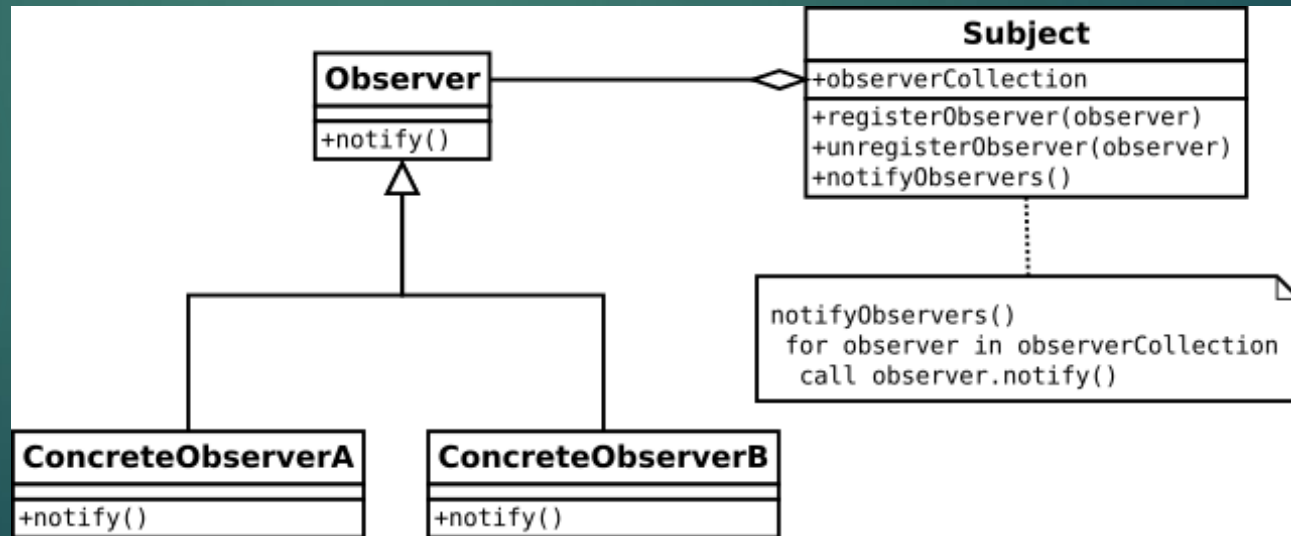 Subject
+observerCollection
+registerObserver(observer)
+unregisterObserver(observer)
+notifyObservers()
Observer
+notify()
notifyObservers()
for observer in observerCollection
call observer.notify()
ConcreteObserverA
+notify()
ConcreteObserverB
+notify()